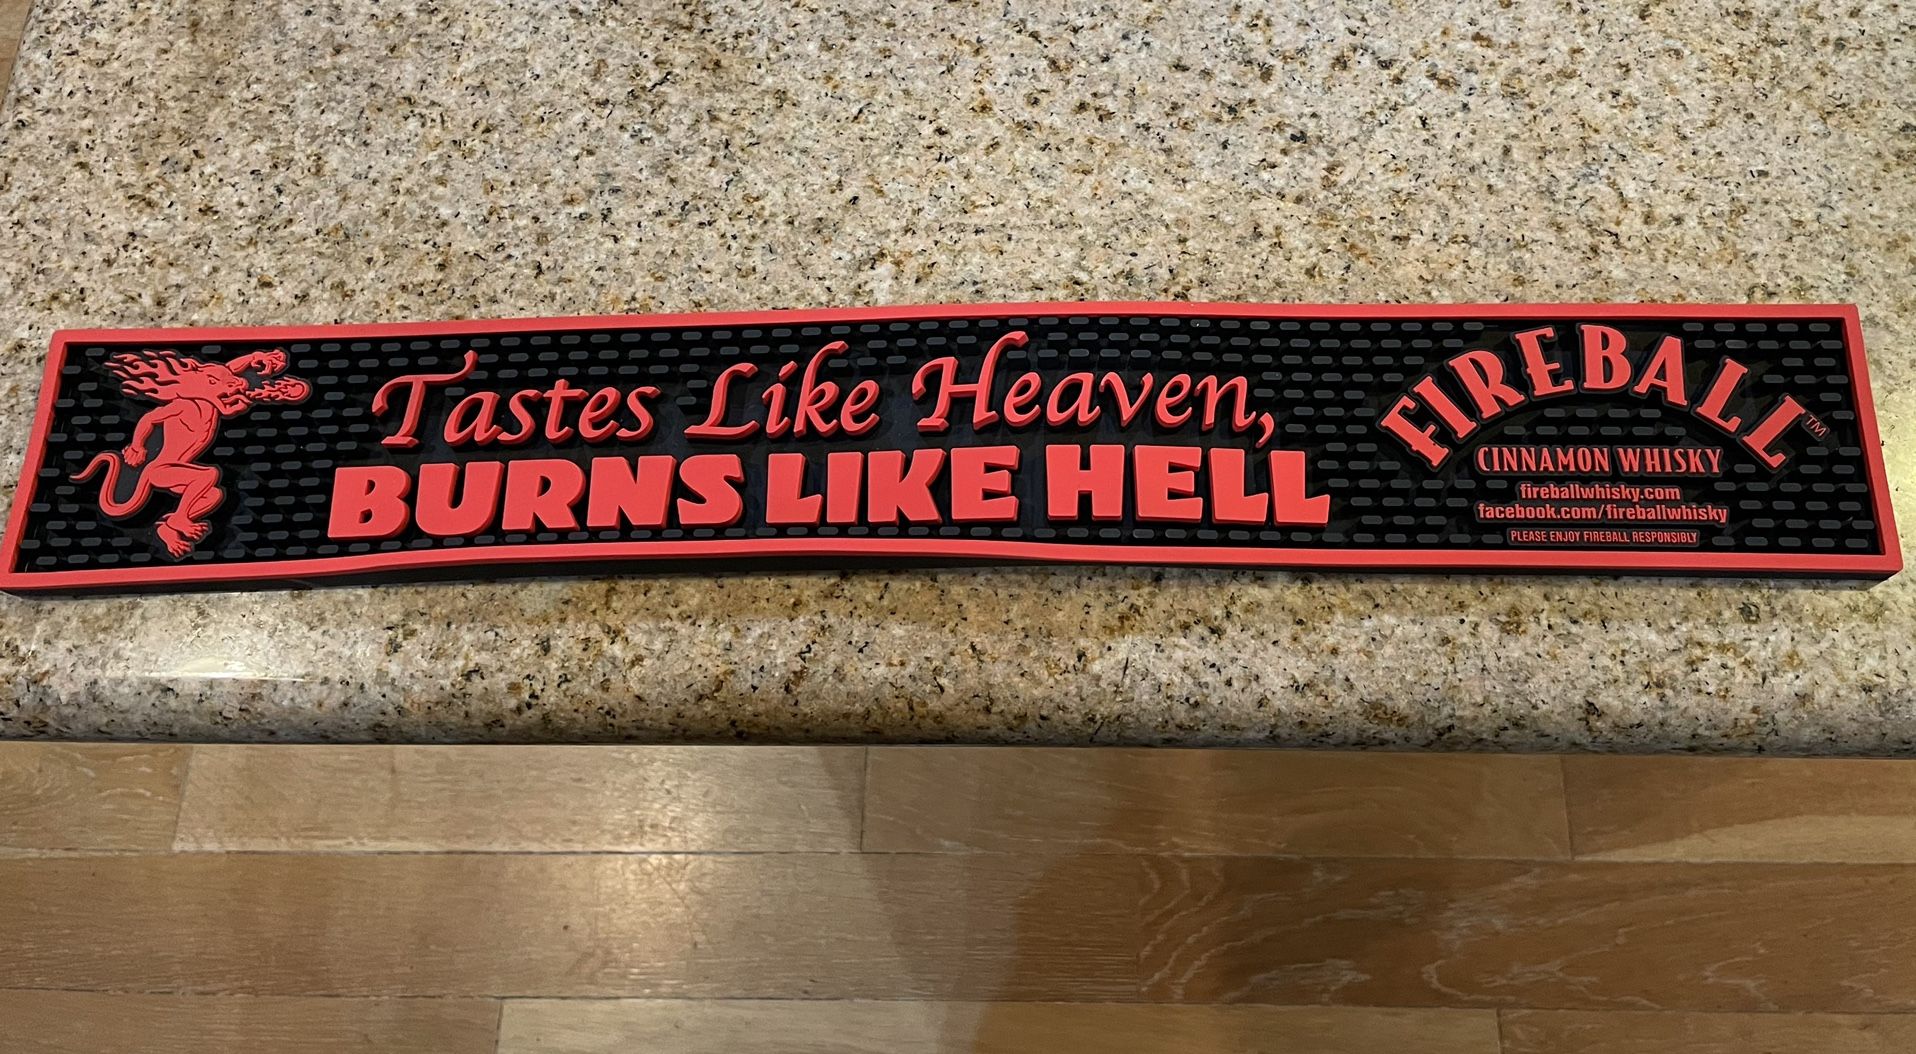 Tastes Like Heaven,
BURNS LIKE HELL
FIREBALL™
CINNAMON WHISKY
fireballwhisky.com
facebook.com/fireballwhisky
PLEASE ENJOY FIREBALL RESPONSIBLY